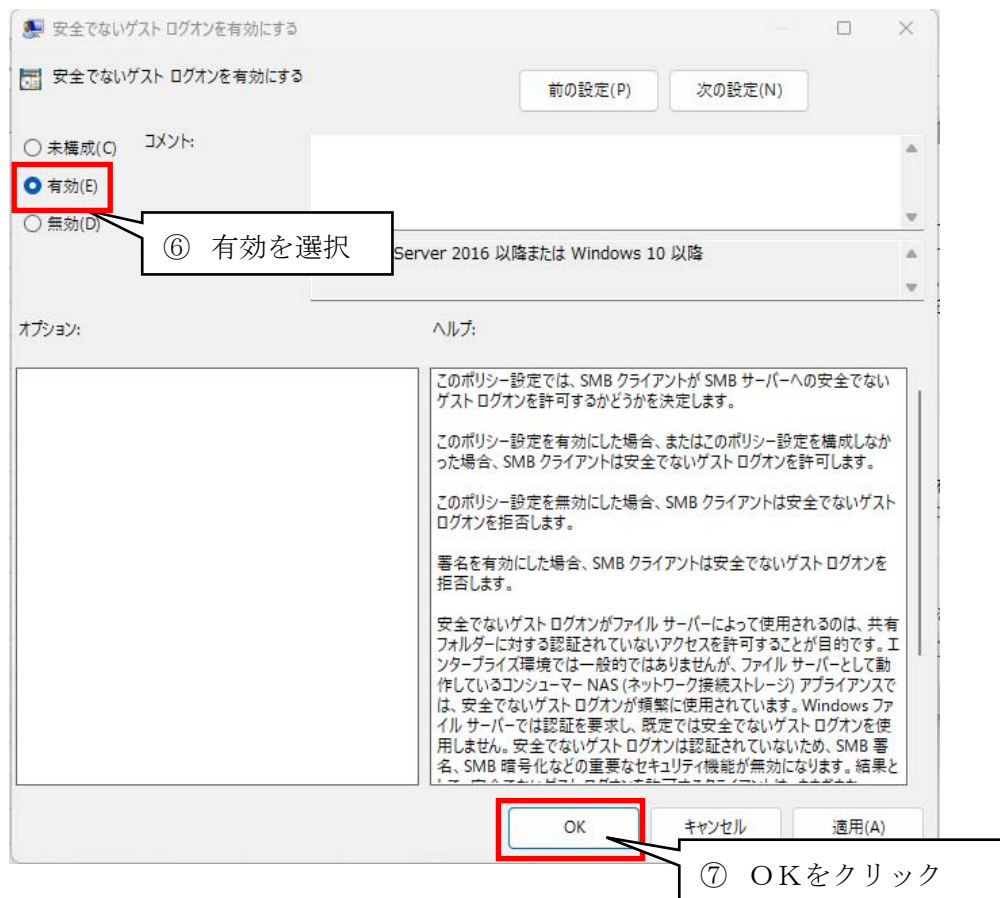 安全でないゲスト ログオンを有効にする
安全でないゲスト ログオンを有効にする
前の設定(P)
次の設定(N)
未構成(C)
コメント:
有効(E)
無効(D)
⑥ 有効を選択
Server 2016 以降または Windows 10 以降
オプション:
ヘルプ:
このポリシー設定では、SMB クライアントが SMB サーバーへの安全でない
ゲスト ログオンを許可するかどうかを決定します。
このポリシー設定を有効にした場合、またはこのポリシー設定を構成しなか
った場合、SMB クライアントは安全でないゲスト ログオンを許可します。
このポリシー設定を無効にした場合、SMB クライアントは安全でないゲスト
ログオンを拒否します。
署名を有効にした場合、SMB クライアントは安全でないゲスト ログオンを
拒否します。
安全でないゲスト ログオンがファイル サーバーによって使用されるのは、共有
フォルダーに対する認証されていないアクセスを許可することが目的です。エ
ンタープライズ環境では一般的ではありませんが、ファイル サーバーとして動
作しているコンシューマー NAS (ネットワーク接続ストレージ) アプライアンスで
は、安全でないゲスト ログオンが頻繁に使用されています。Windows ファ
イル サーバーでは認証を要求し、既定では安全でないゲスト ログオンを使
用しません。安全でないゲスト ログオンは認証されていないため、SMB 署
名、SMB 暗号化などの重要なセキュリティ機能が無効になります。結果と
OK
キャンセル
適用(A)
⑦ ＯＫをクリック